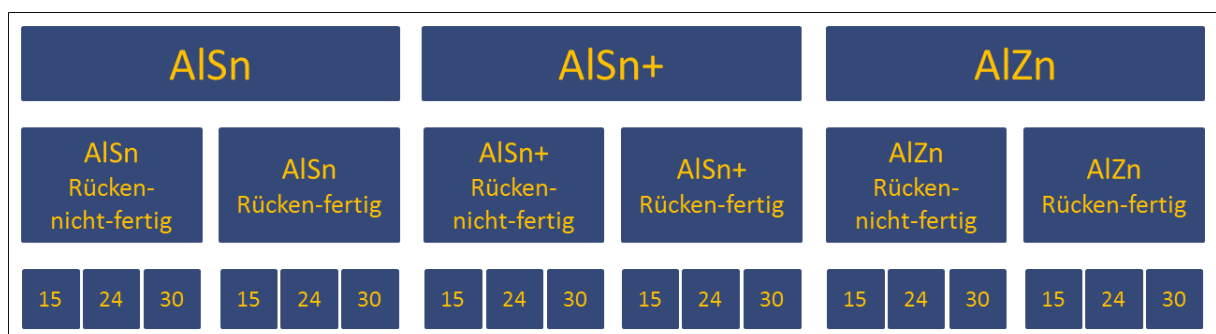 AlSn
AlSn+
AlZn
AlSn
Rücken-
nicht-fertig
AlSn
Rücken-fertig
AlSn+
Rücken-
nicht-fertig
AlSn+
Rücken-fertig
AlZn
Rücken-
nicht-fertig
AlZn
Rücken-fertig
15 24 30 15 24 30 15 24 30 15 24 30 15 24 30 15 24 30